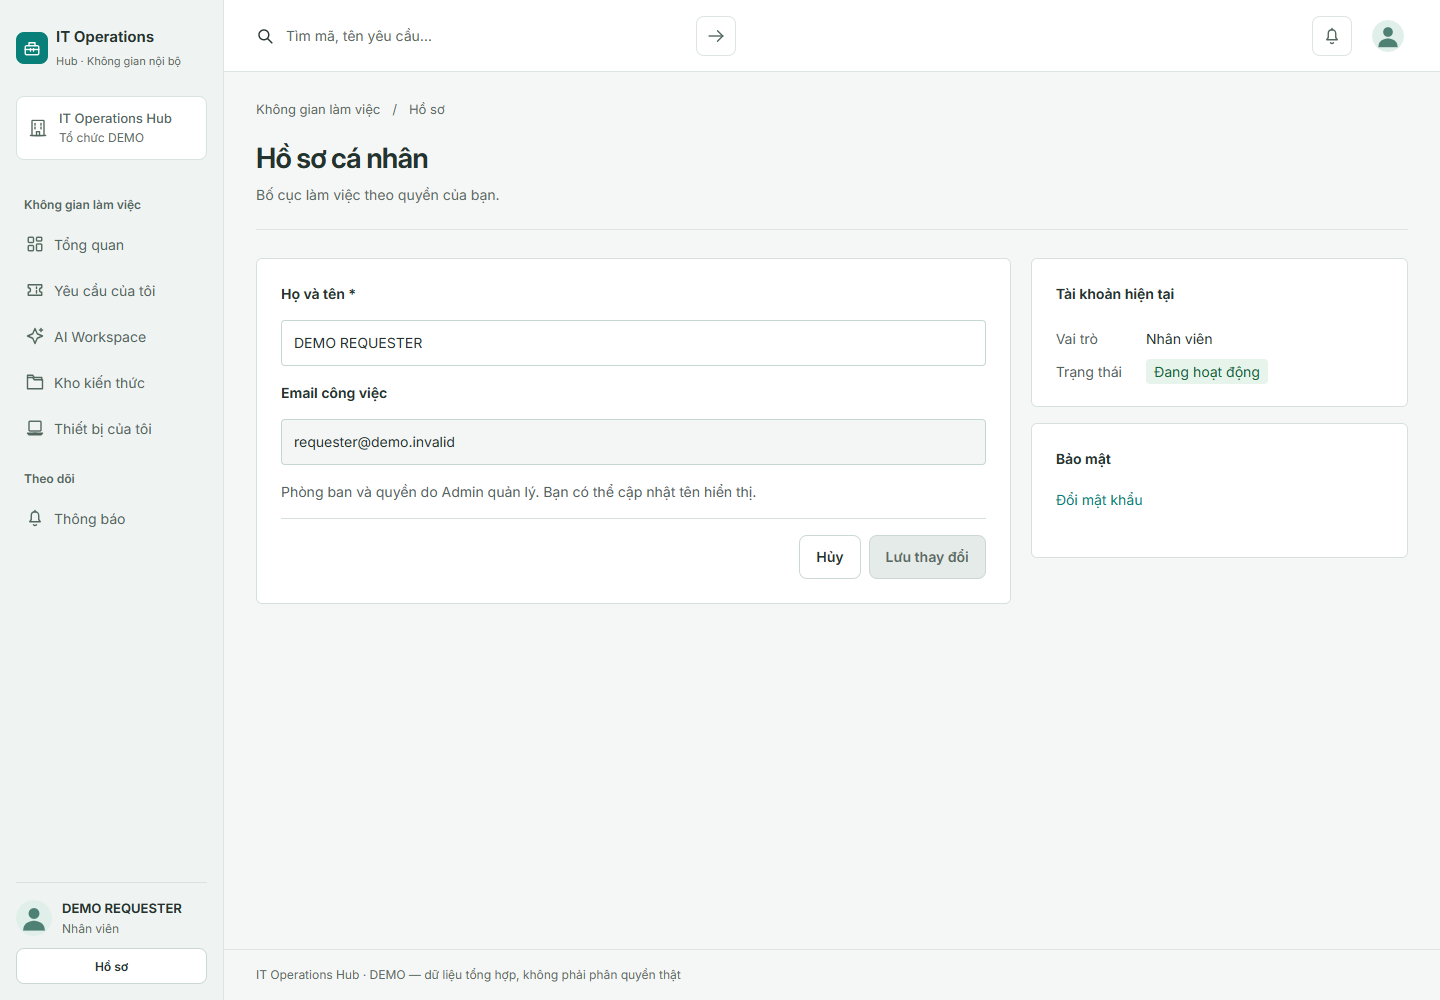 IT Operations
Hub · Không gian nội bộ
IT Operations Hub
Tổ chức DEMO
Không gian làm việc
Tổng quan
Yêu cầu của tôi
AI Workspace
Kho kiến thức
Thiết bị của tôi
Theo dõi
Thông báo
DEMO REQUESTER
Nhân viên
Hồ sơ
Tìm mã, tên yêu cầu...
Không gian làm việc / Hồ sơ
Hồ sơ cá nhân
Bố cục làm việc theo quyền của bạn.
Họ và tên *
DEMO REQUESTER
Email công việc
requester@demo.invalid
Phòng ban và quyền do Admin quản lý. Bạn có thể cập nhật tên hiển thị.
Hủy
Lưu thay đổi
Tài khoản hiện tại
Vai trò Nhân viên
Trạng thái Đang hoạt động
Bảo mật
Đổi mật khẩu
IT Operations Hub · DEMO — dữ liệu tổng hợp, không phải phân quyền thật